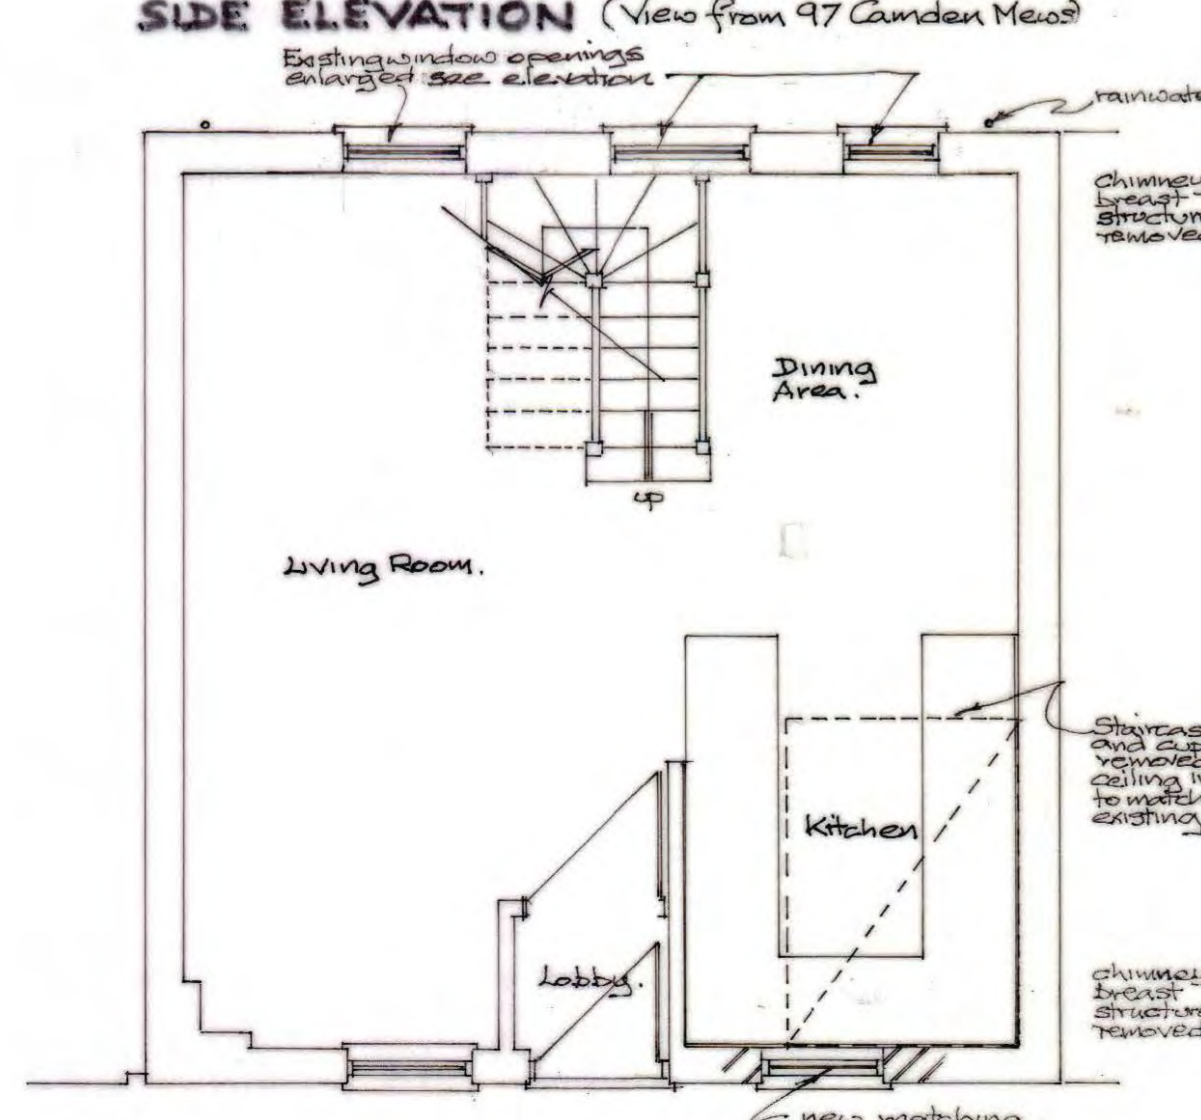 SIDE ELEVATION (View from 97 Camden Mews)
Existing window openings
enlarged see elevation
rainwate
chimney
breast
structur
removed
Dining
Area.
up
Living Room.
Staircas
and cup
removed
ceiling
to match
existing
Kitchen
Lobby.
chimney
breast
structure
removed
new matching